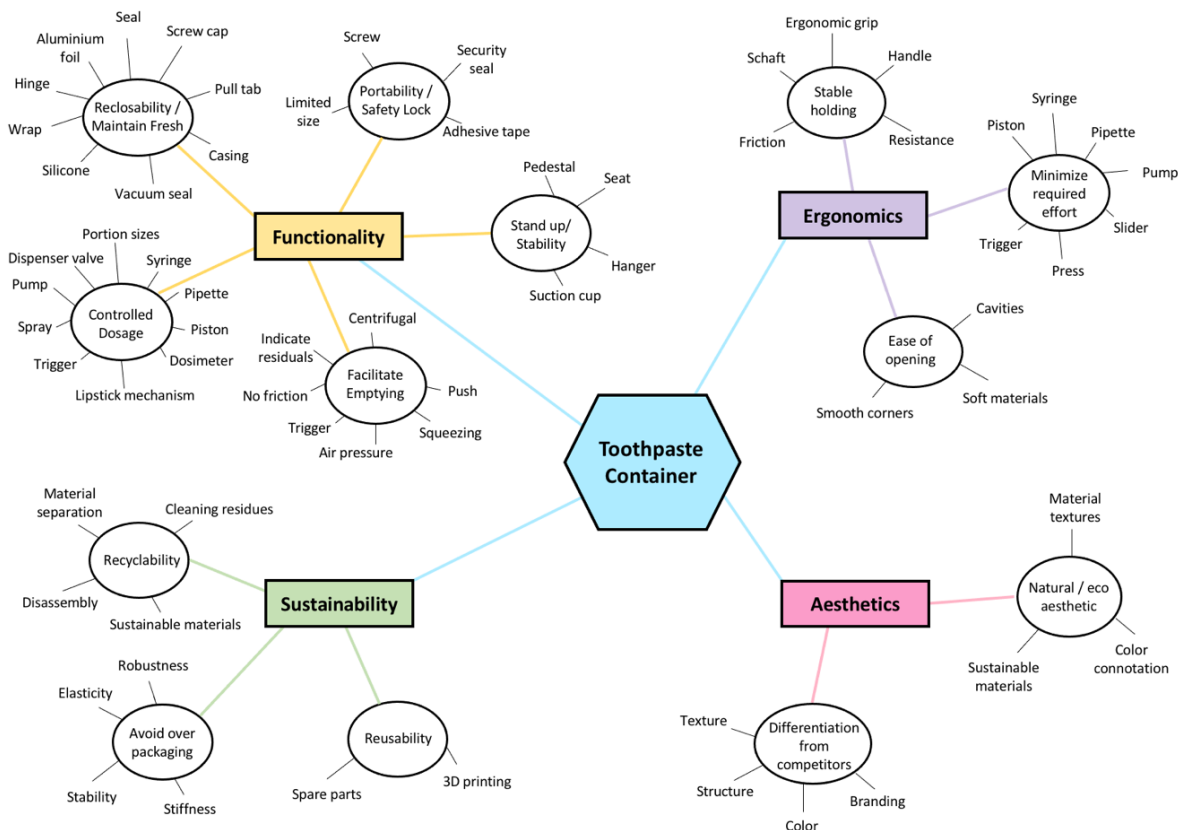 Seal
Screw cap
Aluminium
foil
Hinge
Pull tab
Reclosability /
Maintain Fresh
Wrap
Casing
Silicone
Vacuum seal
Screw
Security
seal
Portability /
Safety Lock
Limited
size
Adhesive tape
Pedestal
Seat
Stand up/
Stability
Hanger
Suction cup
Functionality
Portion sizes
Dispenser valve
Syringe
Pump
Pipette
Controlled
Dosage
Spray
Piston
Trigger
Dosimeter
Lipstick mechanism
Centrifugal
Indicate
residuals
Facilitate
Emptying
No friction
Push
Trigger
Squeezing
Air pressure
Ergonomic grip
Schaft
Handle
Stable
holding
Friction
Resistance
Syringe
Piston
Pipette
Minimize
required
effort
Pump
Slider
Trigger
Press
Ergonomics
Cavities
Ease of
opening
Soft materials
Smooth corners
Toothpaste
Container
Material
separation
Cleaning residues
Recyclability
Disassembly
Sustainable materials
Sustainability
Robustness
Elasticity
Avoid over
packaging
Stability
Stiffness
Reusability
Spare parts
3D printing
Aesthetics
Material
textures
Natural / eco
aesthetic
Sustainable
materials
Color
connotation
Texture
Differentiation
from
competitors
Structure
Branding
Color